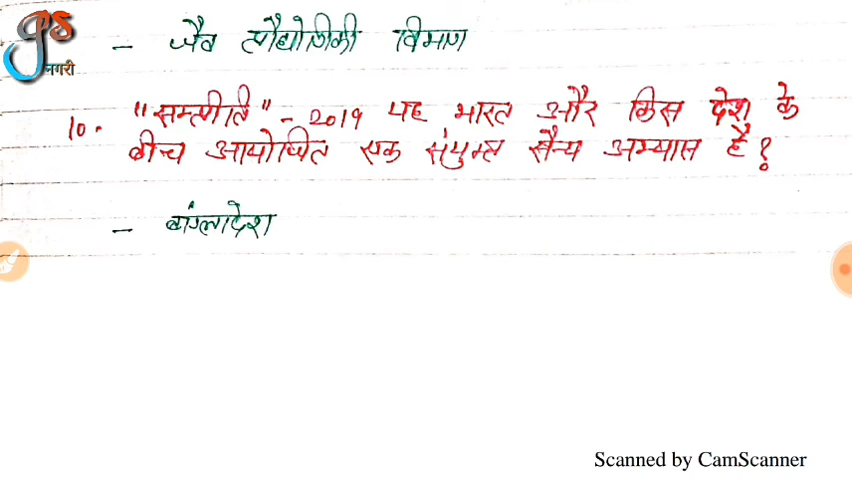 gs
नगरी
- जैव प्रौद्योगिकी विभाग
10. "सम्प्रीति" - 2019 यह भारत और किस देश के
बीच आयोजित एक संयुक्त सैन्य अभ्यास है ?
- बांग्लादेश
Scanned by CamScanner